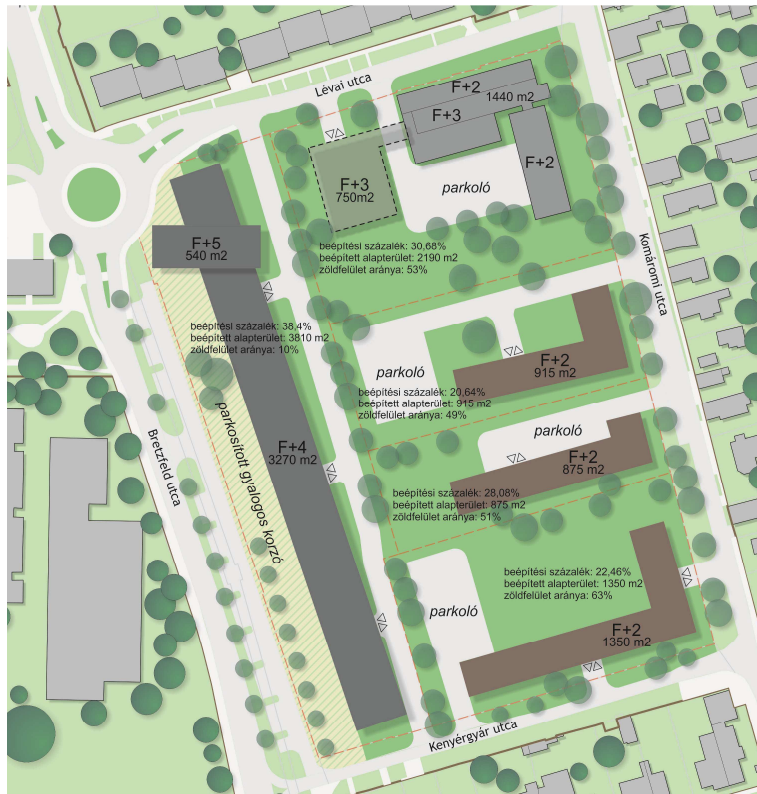 Lévai utca
F+2
1440 m2
F+3
F+2
F+3
750m2
parkoló
Komáromi utca
F+5
540 m2
beépítési százalék: 30,68%
beépített alapterület: 2190 m2
zöldfelület aránya: 53%
beépítési százalék: 38,4%
beépített alapterület: 3810 m2
zöldfelület aránya: 10%
parkoló
F+2
915 m2
beépítési százalék: 20,64%
beépített alapterület: 915 m2
zöldfelület aránya: 49%
parkoló
F+4
3270 m2
F+2
875 m2
Bretzfeld utca
parkosított gyalogos korzó
beépítési százalék: 28,08%
beépített alapterület: 875 m2
zöldfelület aránya: 51%
beépítési százalék: 22,46%
beépített alapterület: 1350 m2
zöldfelület aránya: 63%
parkoló
F+2
1350 m2
Kenyérgyár utca